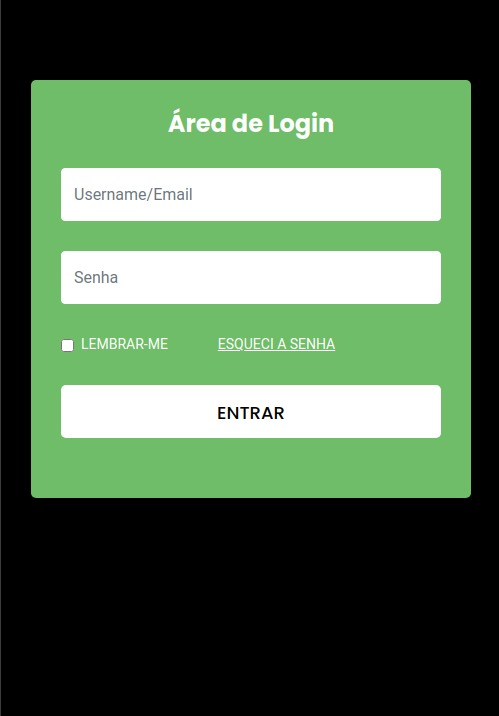 Área de Login
Username/Email
Senha
LEMBRAR-ME ESQUECI A SENHA
ENTRAR